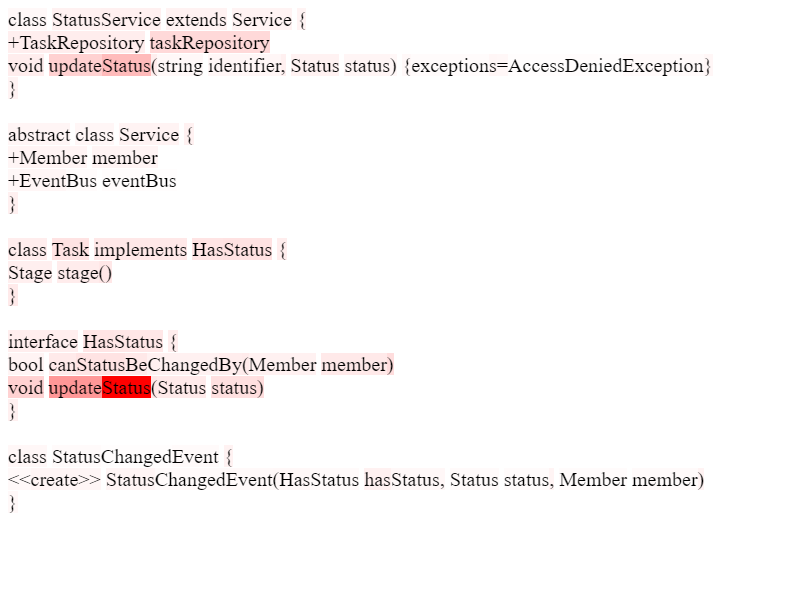 class StatusService extends Service {
+TaskRepository taskRepository
void updateStatus(string identifier, Status status) {exceptions=AccessDeniedException}
}
abstract class Service {
+Member member
+EventBus eventBus
}
class Task implements HasStatus {
Stage stage()
}
interface HasStatus {
bool canStatusBeChangedBy(Member member)
void updateStatus(Status status)
}
class StatusChangedEvent {
<<create>> StatusChangedEvent(HasStatus hasStatus, Status status, Member member)
}